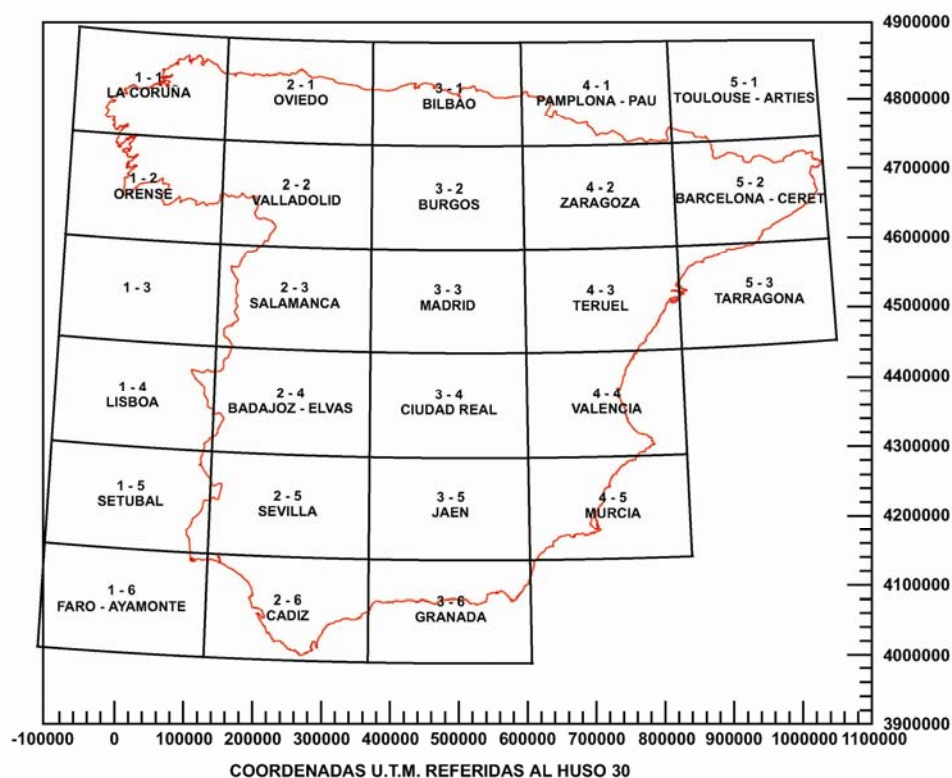 4900000
1 - 1
LA CORUÑA
2 - 1
OVIEDO
3 - 1
BILBAO
4 - 1
PAMPLONA - PAU
5 - 1
TOULOUSE - ARTIES
4800000
4700000
1 - 2
ORENSE
2 - 2
VALLADOLID
3 - 2
BURGOS
4 - 2
ZARAGOZA
5 - 2
BARCELONA - CERET
4600000
1 - 3
2 - 3
SALAMANCA
3 - 3
MADRID
4 - 3
TERUEL
5 - 3
TARRAGONA
4500000
4400000
1 - 4
LISBOA
2 - 4
BADAJOZ - ELVAS
3 - 4
CIUDAD REAL
4 - 4
VALENCIA
4300000
1 - 5
SETUBAL
2 - 5
SEVILLA
3 - 5
JAEN
4 - 5
MURCIA
4200000
4100000
1 - 6
FARO - AYAMONTE
2 - 6
CADIZ
3 - 6
GRANADA
4000000
3900000
-100000 0 100000 200000 300000 400000 500000 600000 700000 800000 900000 1000000 1100000
COORDENADAS U.T.M. REFERIDAS AL HUSO 30